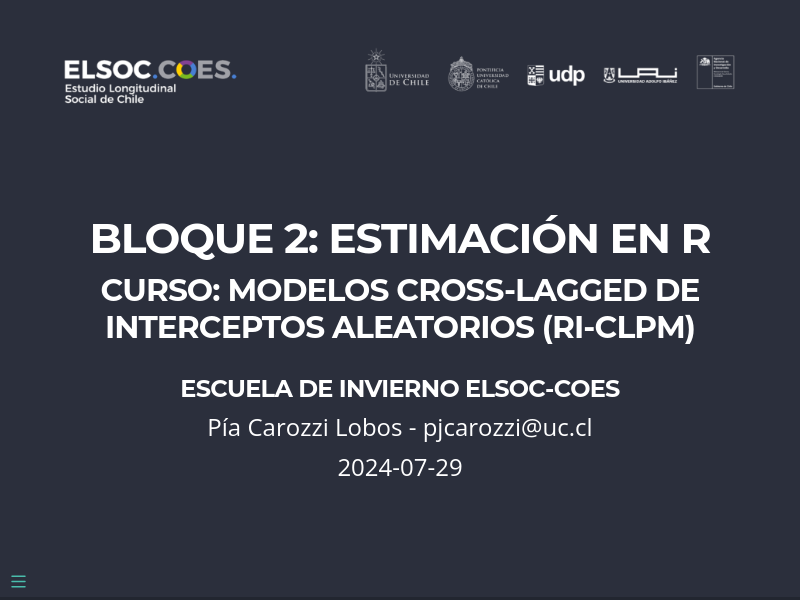 ELSOC.COES.
Estudio Longitudinal
Social de Chile
UNIVERSIDAD
DE CHILE
PONTIFICIA
UNIVERSIDAD
CATÓLICA
DE CHILE
udp
UAI
UNIVERSIDAD ADOLFO IBÁÑEZ
BLOQUE 2: ESTIMACIÓN EN R
CURSO: MODELOS CROSS-LAGGED DE
INTERCEPTOS ALEATORIOS (RI-CLPM)
ESCUELA DE INVIERNO ELSOC-COES
Pía Carozzi Lobos - pjcarozzi@uc.cl
2024-07-29